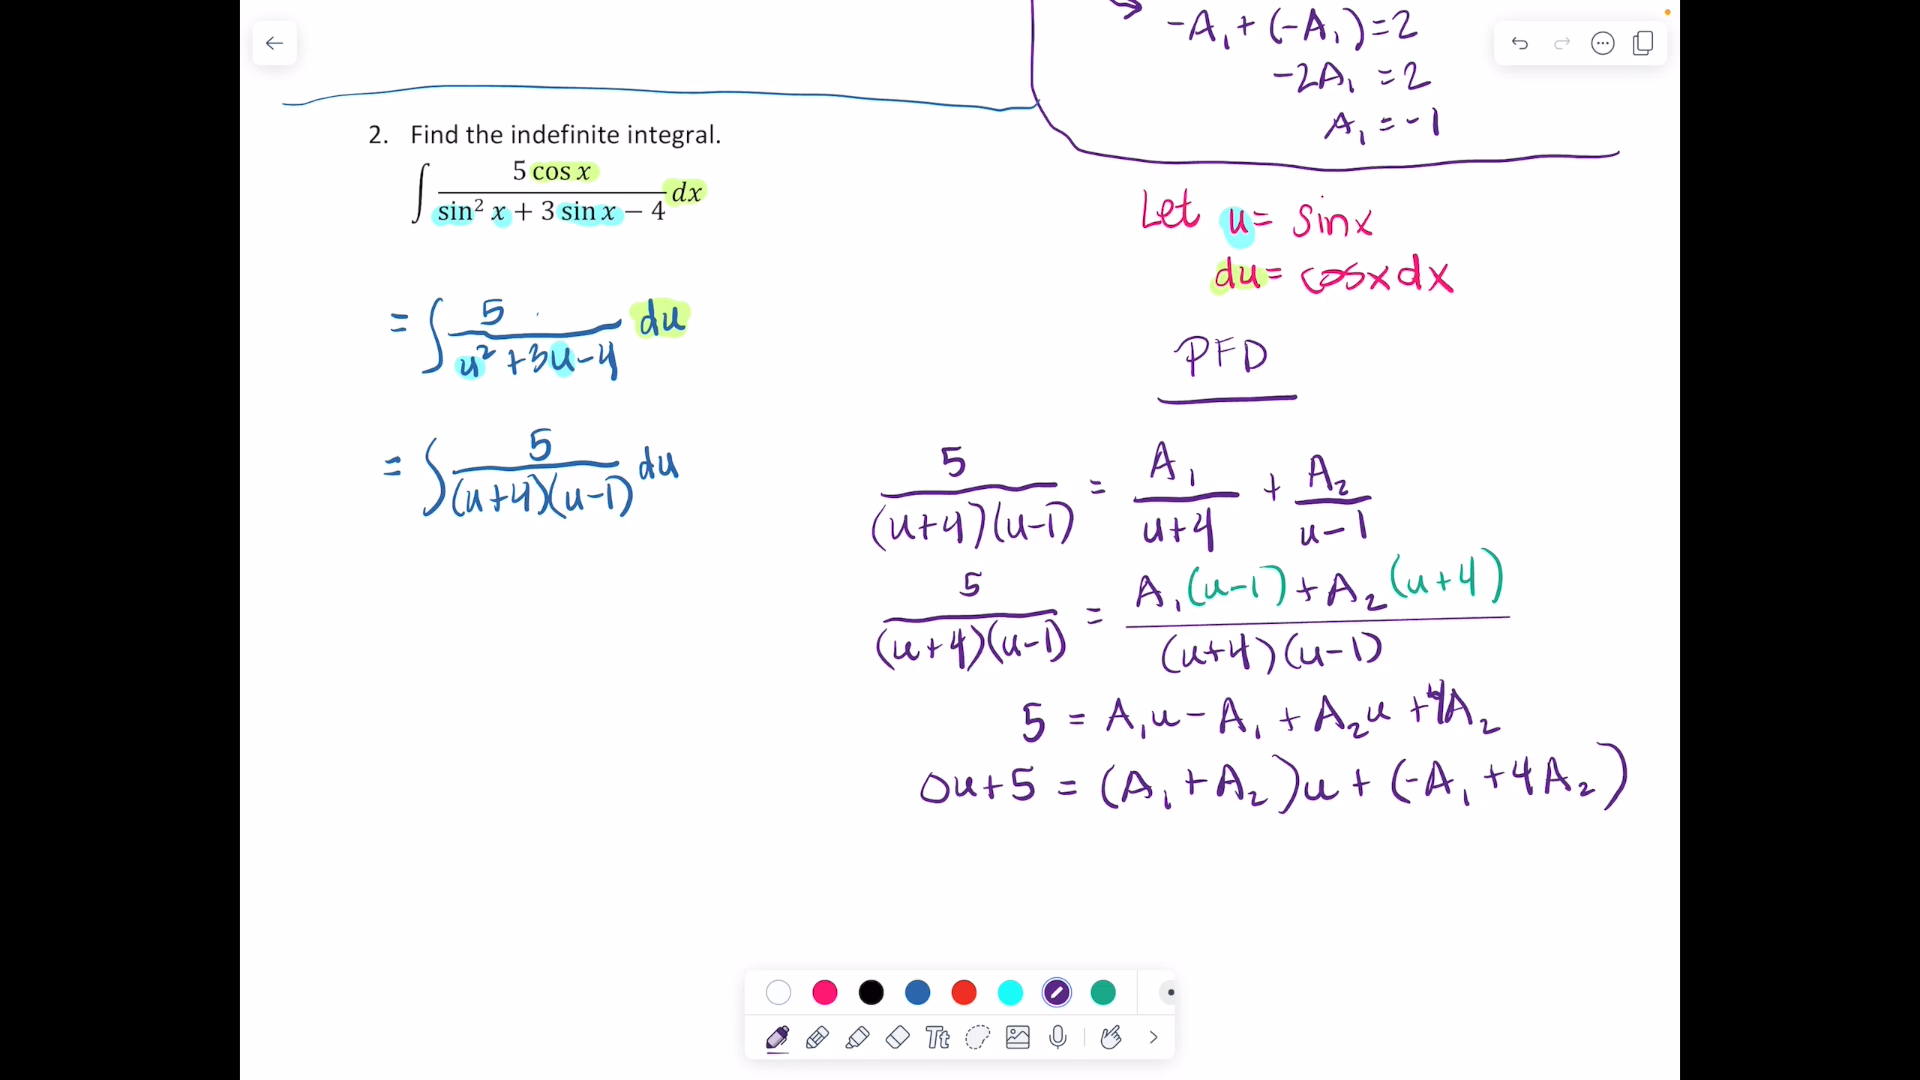 -A₁ + (-A₁) = 2
-2A₁ = 2
A₁ = -1
2. Find the indefinite integral.
∫ (5 cos x)/(sin² x + 3 sin x − 4) dx
Let u = sinx
du = cosx dx
= ∫ 5/(u² + 3u - 4) du
PFD
= ∫ 5/((u+4)(u-1)) du
5/((u+4)(u-1)) = A₁/(u+4) + A₂/(u-1)
5/((u+4)(u-1)) = (A₁(u-1) + A₂(u+4))/((u+4)(u-1))
5 = A₁u - A₁ + A₂u + 4A₂
0u + 5 = (A₁ + A₂)u + (-A₁ + 4A₂)
Tt